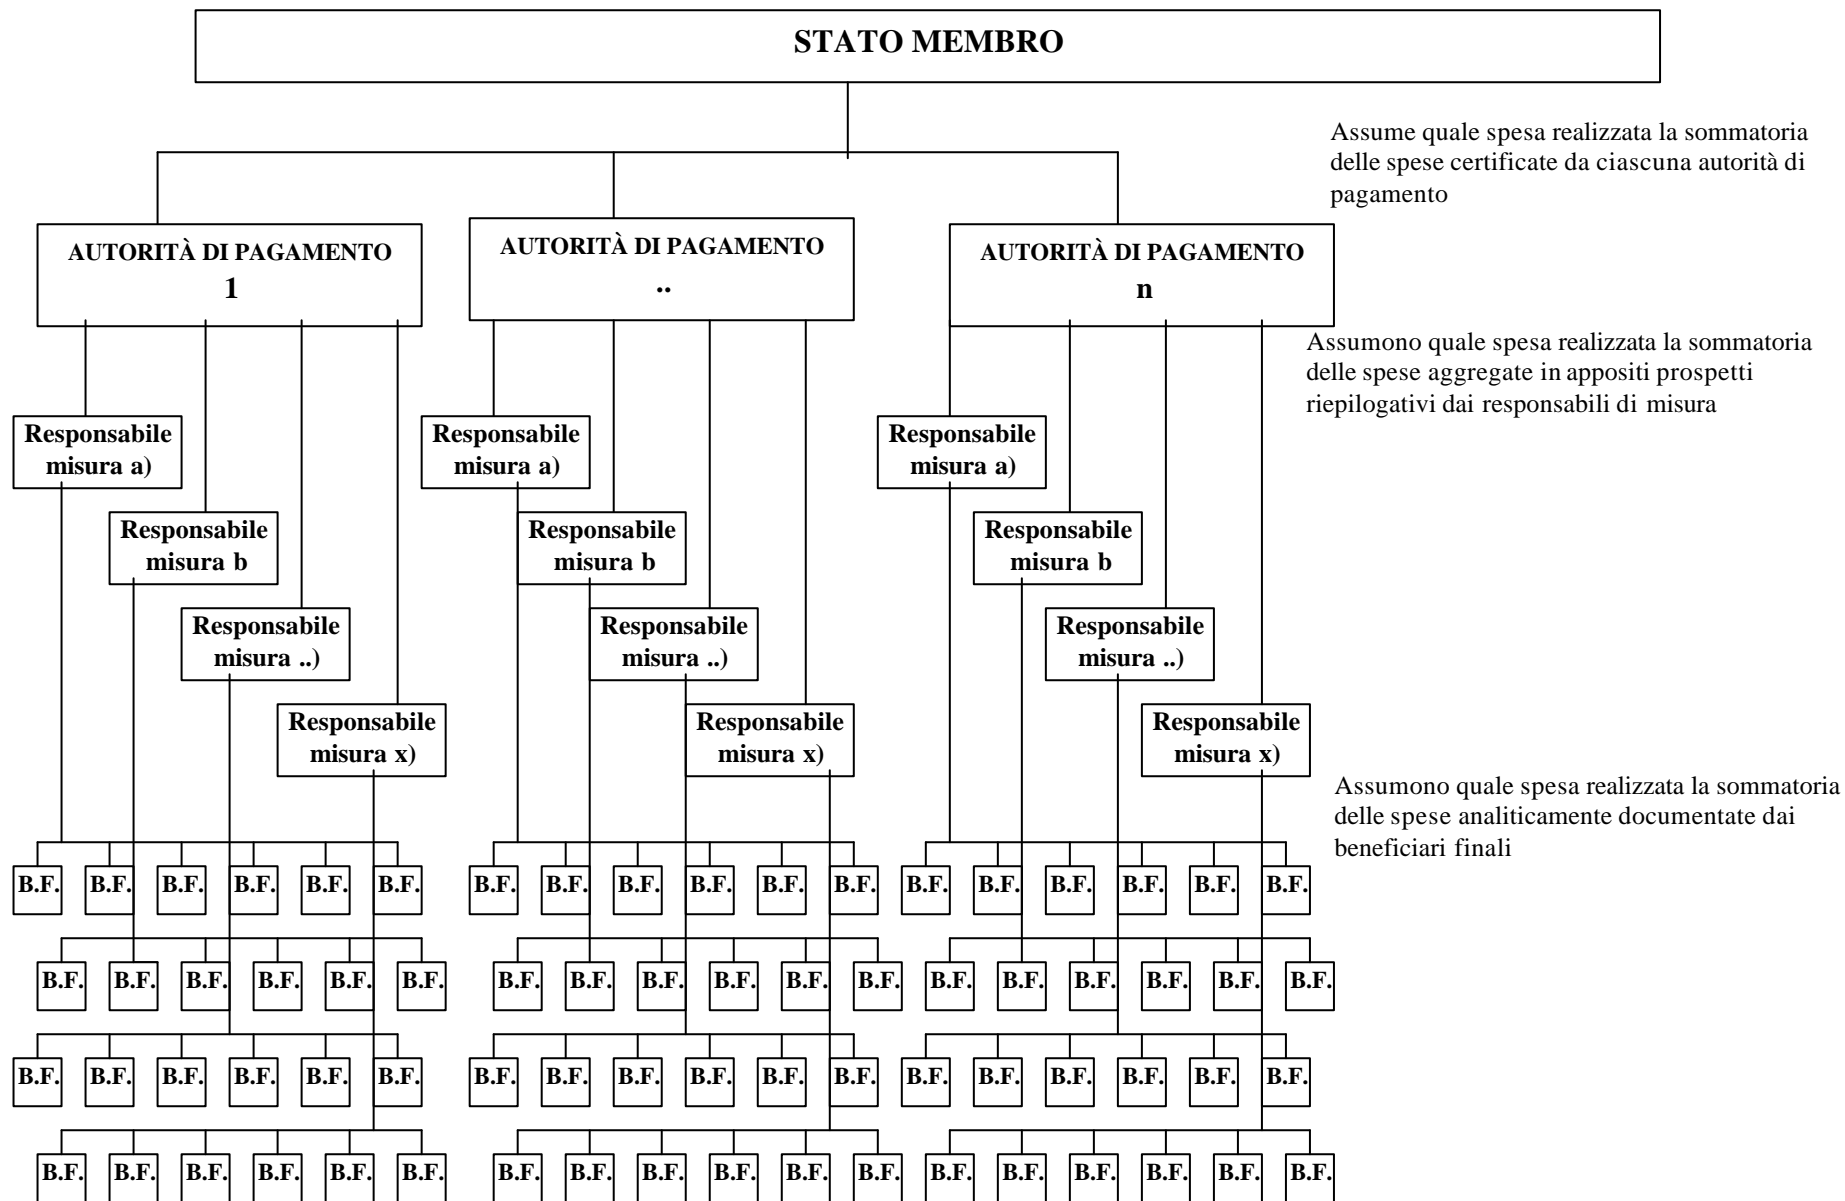 STATO MEMBRO
Assume quale spesa realizzata la sommatoria
delle spese certificate da ciascuna autorità di
pagamento
AUTORITÀ DI PAGAMENTO
1
AUTORITÀ DI PAGAMENTO
..
AUTORITÀ DI PAGAMENTO
n
Assumono quale spesa realizzata la sommatoria
delle spese aggregate in appositi prospetti
riepilogativi dai responsabili di misura
Responsabile
misura a)
Responsabile
misura a)
Responsabile
misura a)
Responsabile
misura b
Responsabile
misura b
Responsabile
misura b
Responsabile
misura ..)
Responsabile
misura ..)
Responsabile
misura ..)
Responsabile
misura x)
Responsabile
misura x)
Responsabile
misura x)
Assumono quale spesa realizzata la sommatoria
delle spese analiticamente documentate dai
beneficiari finali
B.F. B.F. B.F. B.F. B.F. B.F. B.F. B.F. B.F. B.F. B.F. B.F. B.F. B.F. B.F. B.F. B.F. B.F.
B.F. B.F. B.F. B.F. B.F. B.F. B.F. B.F. B.F. B.F. B.F. B.F. B.F. B.F. B.F. B.F. B.F. B.F.
B.F. B.F. B.F. B.F. B.F. B.F. B.F. B.F. B.F. B.F. B.F. B.F. B.F. B.F. B.F. B.F. B.F. B.F.
B.F. B.F. B.F. B.F. B.F. B.F. B.F. B.F. B.F. B.F. B.F. B.F. B.F. B.F. B.F. B.F. B.F. B.F.